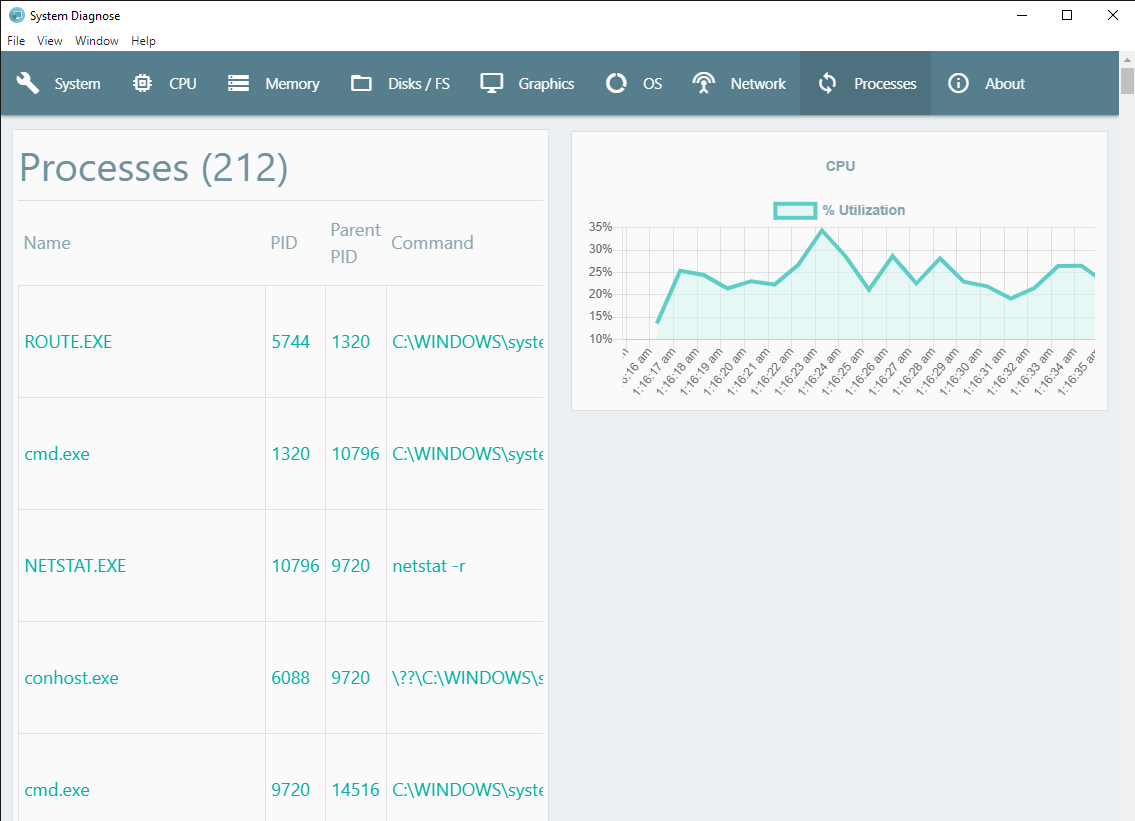 System Diagnose
File View Window Help
System CPU Memory Disks / FS Graphics OS Network Processes About
Processes (212)
Name PID Parent PID Command
ROUTE.EXE 5744 1320 C:\WINDOWS\syste
cmd.exe 1320 10796 C:\WINDOWS\syste
NETSTAT.EXE 10796 9720 netstat -r
conhost.exe 6088 9720 \??\C:\WINDOWS\s
cmd.exe 9720 14516 C:\WINDOWS\syste
CPU
% Utilization
35%
30%
25%
20%
15%
10%
:16:16 am
1:16:17 am
1:16:18 am
1:16:19 am
1:16:20 am
1:16:21 am
1:16:22 am
1:16:23 am
1:16:24 am
1:16:25 am
1:16:26 am
1:16:27 am
1:16:28 am
1:16:29 am
1:16:30 am
1:16:31 am
1:16:32 am
1:16:33 am
1:16:34 am
1:16:35 am